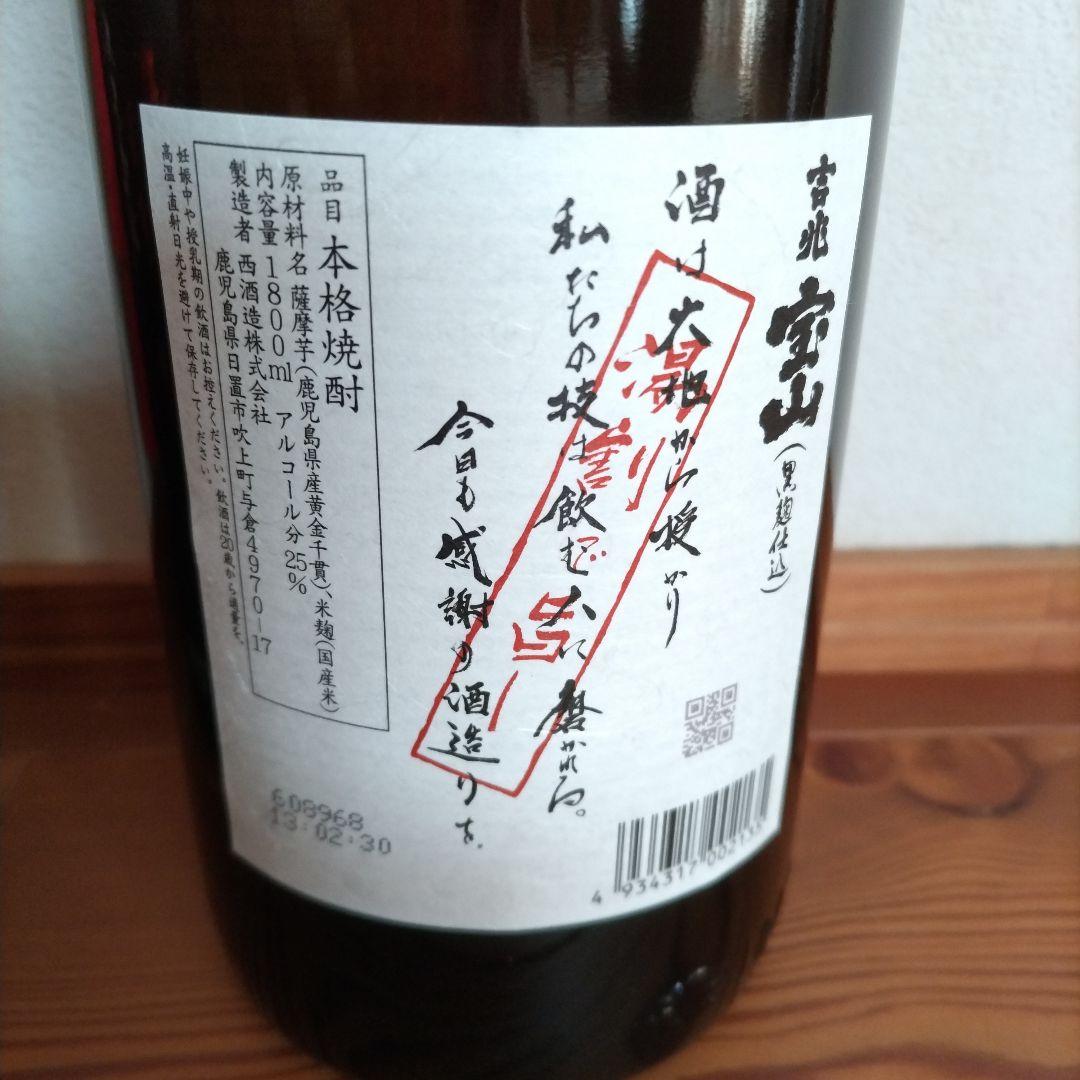 吉兆
宝山
(黒麹仕込)
酒は大地から授かり
私たちの技は飲む人に磨かれる。
今日も感謝の酒造りを。
湯割
品目 本格焼酎
原材料名 薩摩芋(鹿児島県産黄金千貫)、米麹(国産米)
内容量 1800ml アルコール分 25%
製造者 西酒造株式会社
鹿児島県日置市吹上町与倉4970-17
妊娠中や授乳期の飲酒はお控えください。飲酒は20歳から適量を。
高温・直射日光を避けて保存してください。
608968
13:02:30